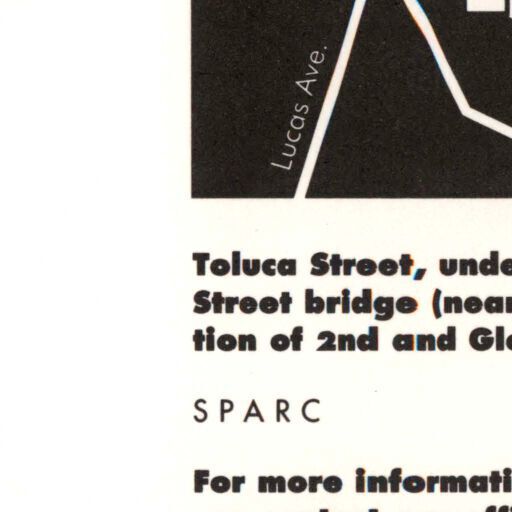 Lucas Ave.
Toluca Street, unde
Street bridge (near
tion of 2nd and Gl
SPARC
For more informati